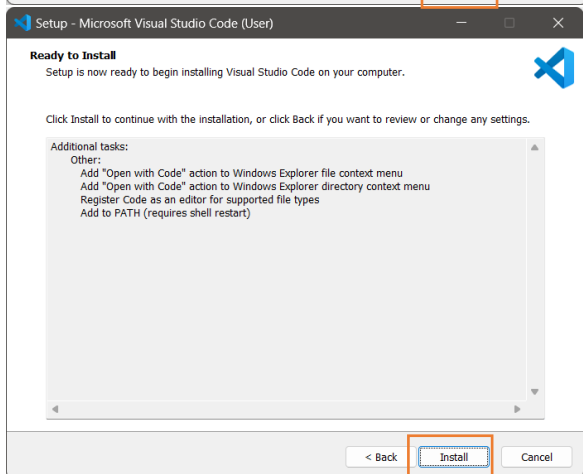 Setup - Microsoft Visual Studio Code (User)
Ready to Install
Setup is now ready to begin installing Visual Studio Code on your computer.
Click Install to continue with the installation, or click Back if you want to review or change any settings.
Additional tasks:
Other:
Add "Open with Code" action to Windows Explorer file context menu
Add "Open with Code" action to Windows Explorer directory context menu
Register Code as an editor for supported file types
Add to PATH (requires shell restart)
< Back
Install
Cancel